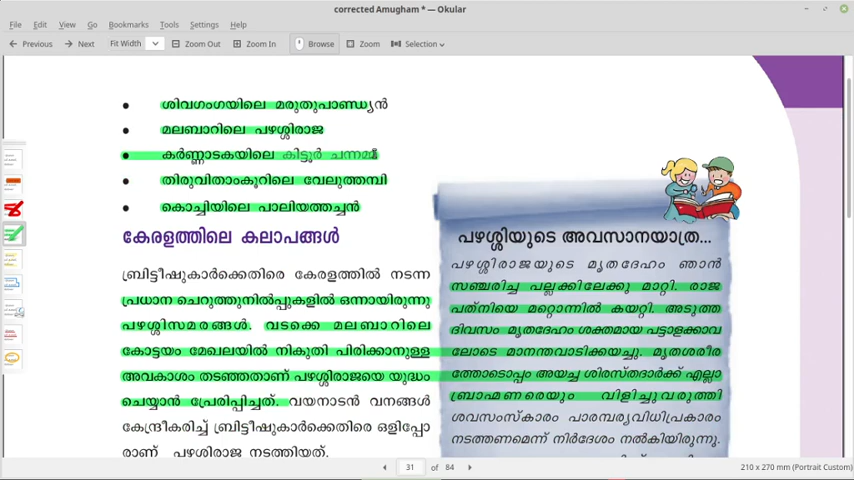 corrected Amugham * — Okular
File Edit View Go Bookmarks Tools Settings Help
Previous Next Fit Width Zoom Out Zoom In Browse Zoom Selection
• ശിവഗംഗയിലെ മരുതുപാണ്ഡ്യൻ
• മലബാറിലെ പഴശ്ശിരാജ
• കർണ്ണാടകയിലെ കിട്ടൂർ ചന്നമ്മ
• തിരുവിതാംകൂറിലെ വേലുത്തമ്പി
• കൊച്ചിയിലെ പാലിയത്തച്ചൻ
കേരളത്തിലെ കലാപങ്ങൾ
ബ്രിട്ടീഷുകാർക്കെതിരെ കേരളത്തിൽ നടന്ന
പ്രധാന ചെറുത്തുനിൽപ്പുകളിൽ ഒന്നായിരുന്നു
പഴശ്ശിസമരങ്ങൾ. വടക്കെ മലബാറിലെ
കോട്ടയം മേഖലയിൽ നികുതി പിരിക്കാനുള്ള
അവകാശം തടഞ്ഞതാണ് പഴശ്ശിരാജയെ യുദ്ധം
ചെയ്യാൻ പ്രേരിപ്പിച്ചത്. വയനാടൻ വനങ്ങൾ
കേന്ദ്രീകരിച്ച് ബ്രിട്ടീഷുകാർക്കെതിരെ ഒളിപ്പോ
രാണ് പഴശ്ശിരാജ നടത്തിയത്.
പഴശ്ശിയുടെ അവസാനയാത്ര...
പഴശ്ശിരാജയുടെ മൃതദേഹം ഞാൻ
സഞ്ചരിച്ച പല്ലക്കിലേക്കു മാറ്റി. രാജ
പത്നിയെ മറ്റൊന്നിൽ കയറ്റി. അടുത്ത
ദിവസം മൃതദേഹം ശക്തമായ പട്ടാളക്കാവ
ലോടെ മാനന്തവാടിക്കയച്ചു. മൃതശരീര
ത്തോടൊപ്പം അയച്ച ശിരസ്തദാർക്ക് എല്ലാ
ബ്രാഹ്മണരെയും വിളിച്ചുവരുത്തി
ശവസംസ്കാരം പാരമ്പര്യവിധിപ്രകാരം
നടത്തണമെന്ന് നിർദേശം നൽകിയിരുന്നു.
31 of 84 210 x 270 mm (Portrait Custom)